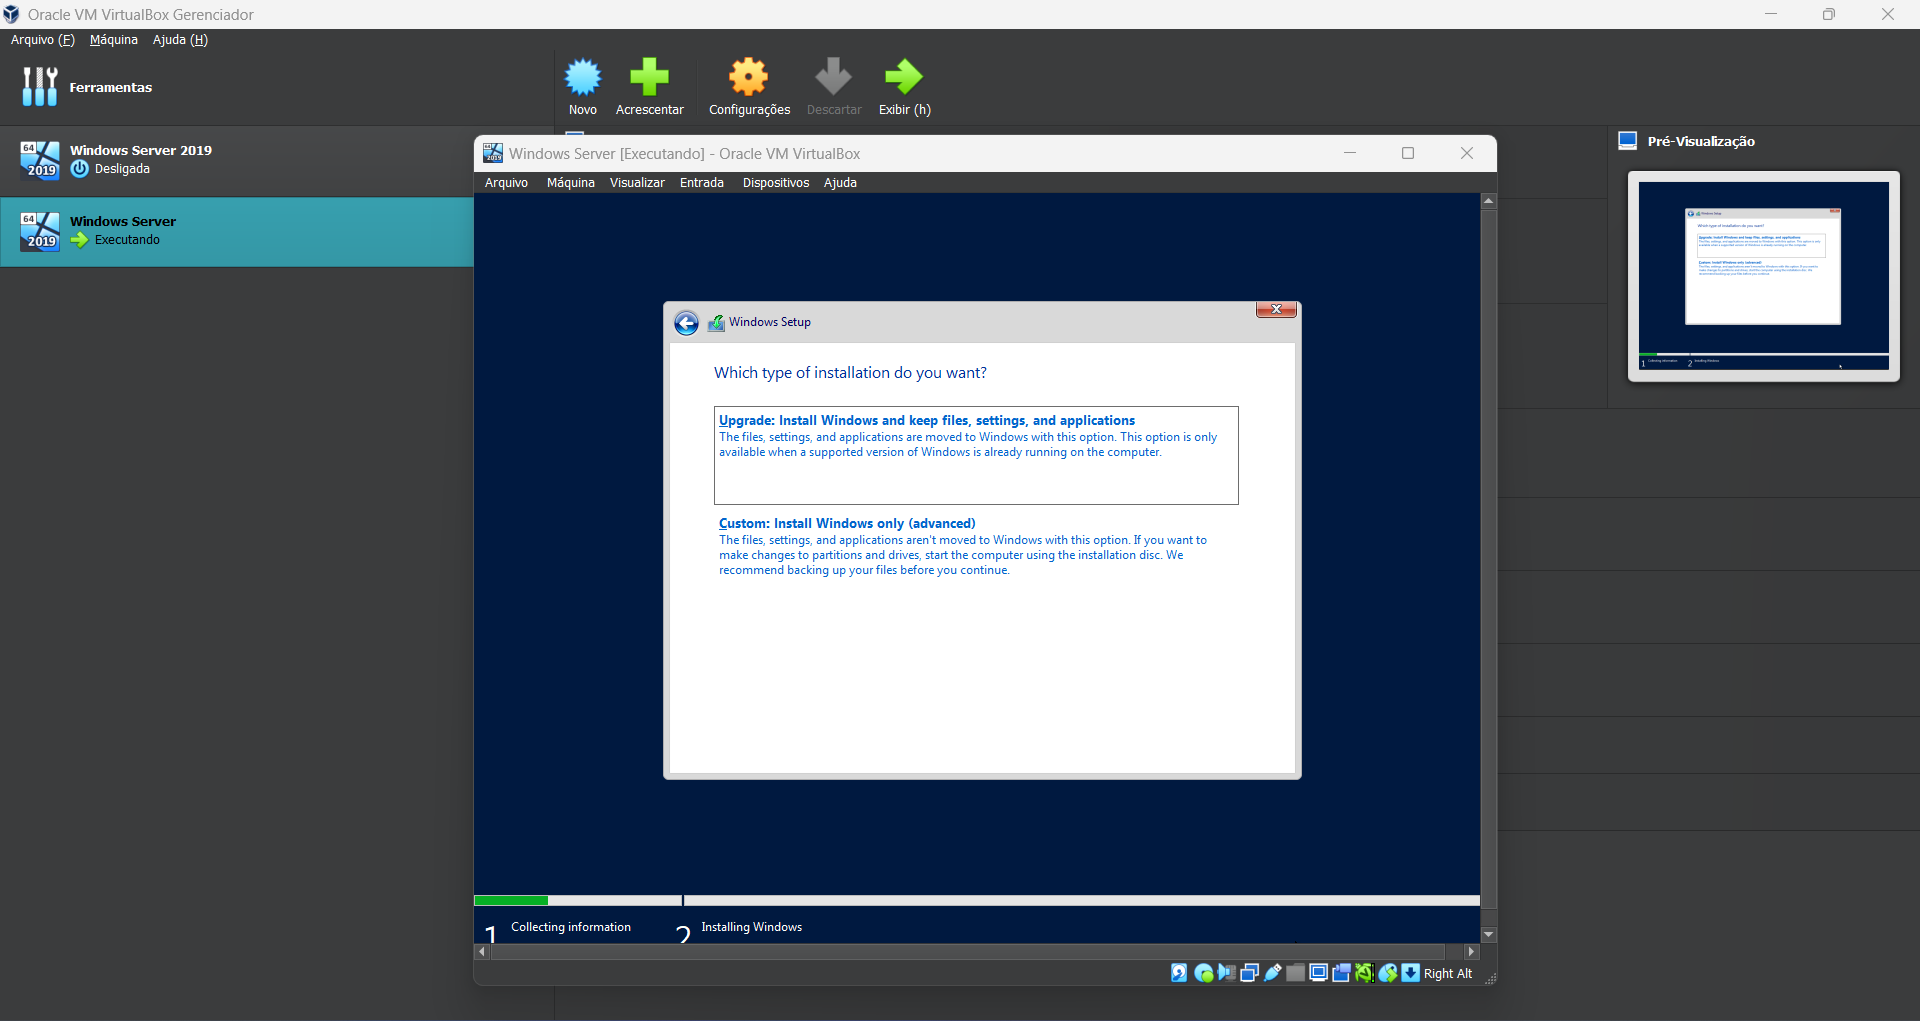 Oracle VM VirtualBox Gerenciador
Arquivo (F) Máquina Ajuda (H)
Ferramentas
Novo Acrescentar Configurações Descartar Exibir (h)
64 2019 Windows Server 2019
Desligada
64 2019 Windows Server
Executando
Pré-Visualização
Windows Server [Executando] - Oracle VM VirtualBox
Arquivo Máquina Visualizar Entrada Dispositivos Ajuda
Windows Setup
Which type of installation do you want?
Upgrade: Install Windows and keep files, settings, and applications
The files, settings, and applications are moved to Windows with this option. This option is only
available when a supported version of Windows is already running on the computer.
Custom: Install Windows only (advanced)
The files, settings, and applications aren't moved to Windows with this option. If you want to
make changes to partitions and drives, start the computer using the installation disc. We
recommend backing up your files before you continue.
1 Collecting information 2 Installing Windows
Right Alt